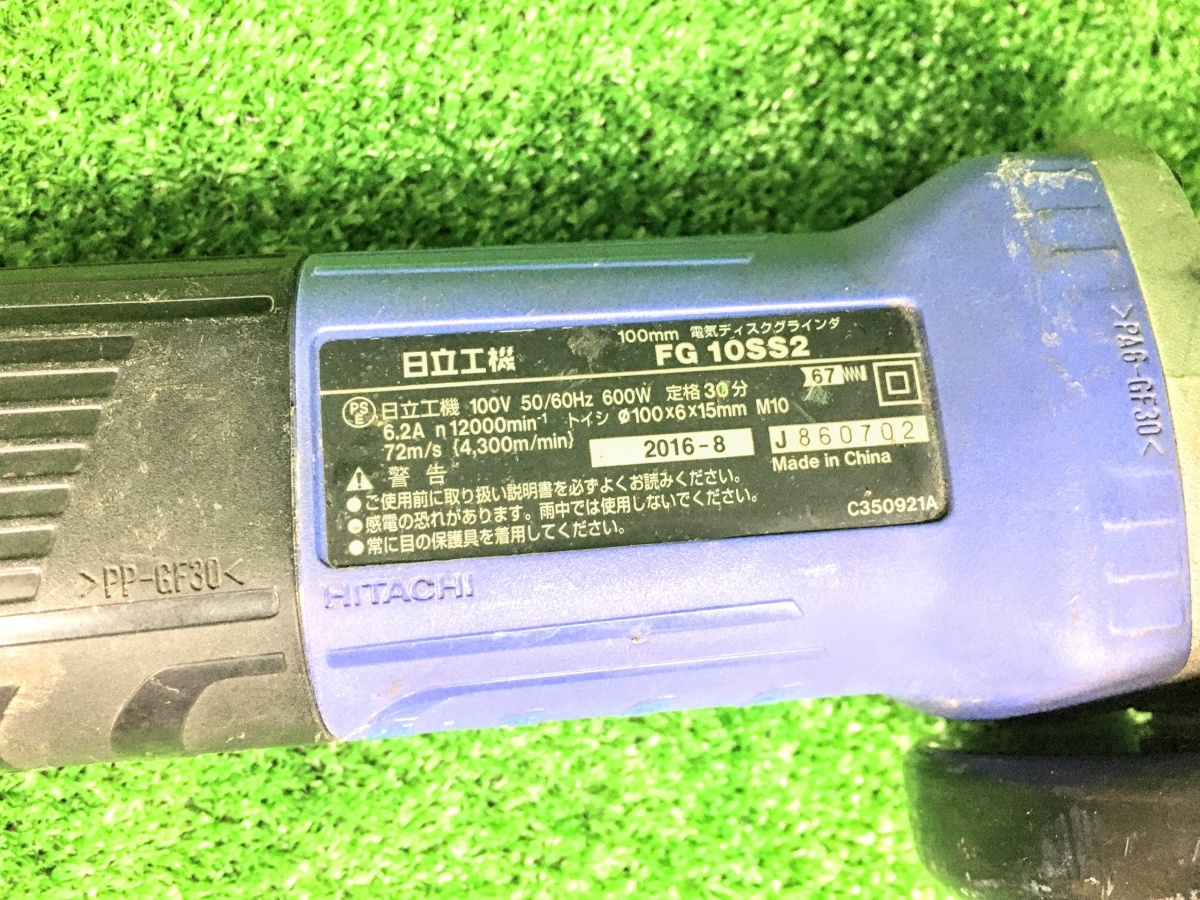 100mm 電気ディスクグラインダ
日立工機 FG 10SS2
67
PS E 日立工機 100V 50/60Hz 600W 定格30分
6.2A n 12000min⁻¹ トイシ Ø100×6×15mm M10
72m/s {4,300m/min} 2016-8 J860702
Made in China
警告
●ご使用前に取り扱い説明書を必ずよくお読みください。
●感電の恐れがあります。雨中では使用しないでください。
●常に目の保護具を着用してください。
C350921A
HITACHI
>PP-GF30<
>PA6-GF30<